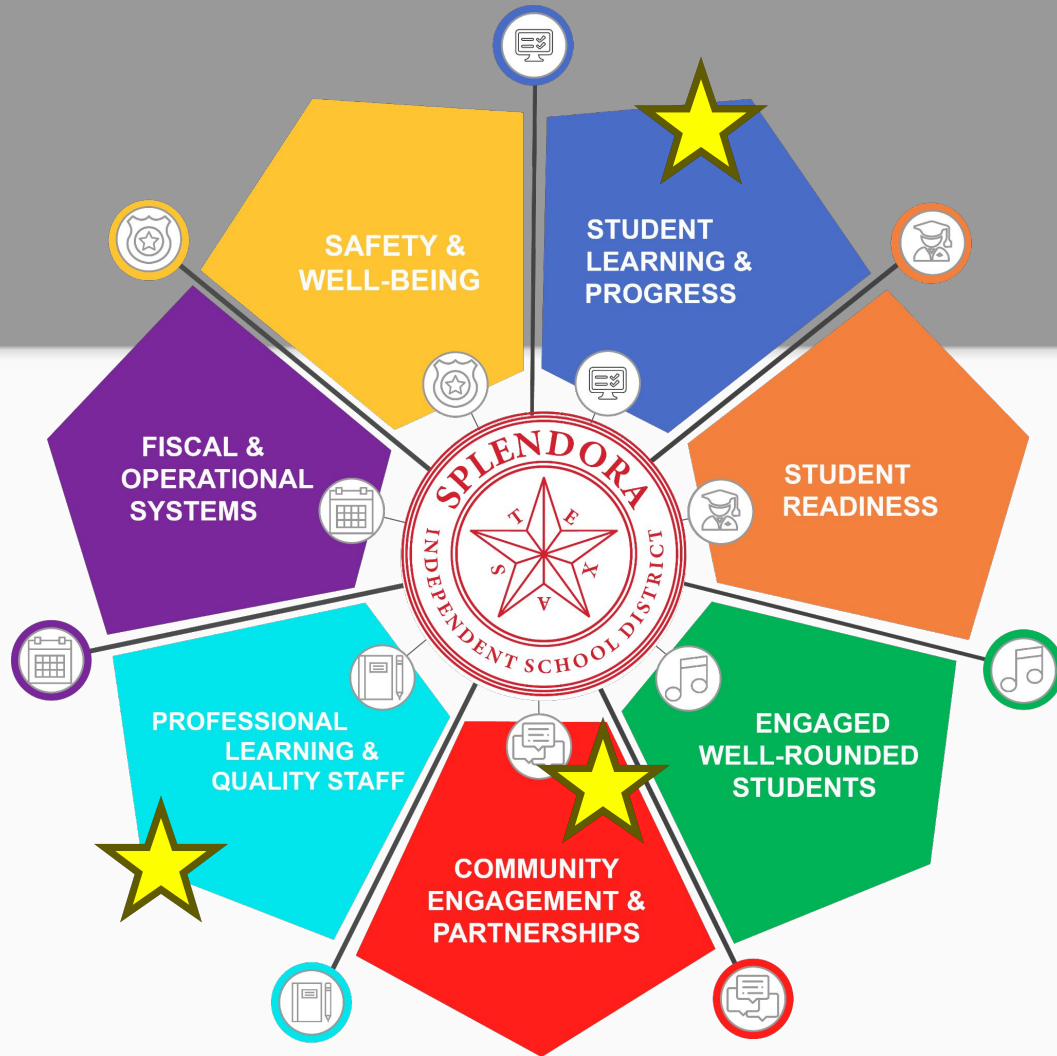 SAFETY &
WELL-BEING
STUDENT
LEARNING &
PROGRESS
FISCAL &
OPERATIONAL
SYSTEMS
STUDENT
READINESS
SPLENDORA
INDEPENDENT SCHOOL DISTRICT
TEXAS
PROFESSIONAL
LEARNING &
QUALITY STAFF
ENGAGED
WELL-ROUNDED
STUDENTS
COMMUNITY
ENGAGEMENT &
PARTNERSHIPS